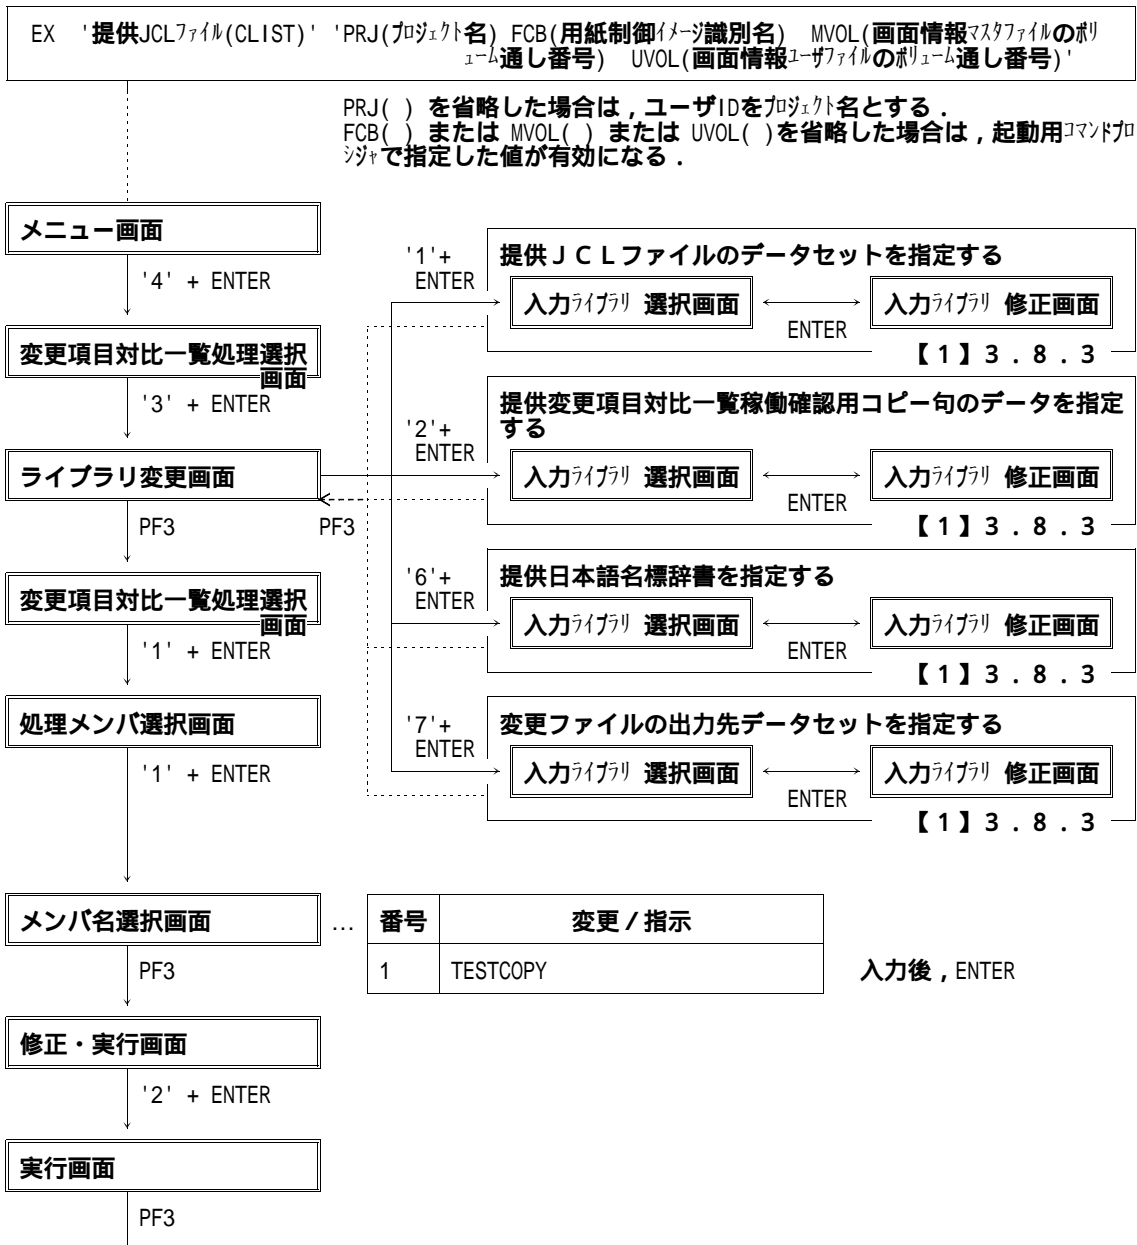 EX '提供JCLファイル(CLIST)' 'PRJ(プロジェクト名) FCB(用紙制御イメージ識別名) MVOL(画面情報マスタファイルのボリ
ューム通し番号) UVOL(画面情報ユーザファイルのボリューム通し番号)'
PRJ( ) を省略した場合は，ユーザIDをプロジェクト名とする．
FCB( ) または MVOL( ) または UVOL( )を省略した場合は，起動用コマンドプロ
シジャで指定した値が有効になる．
メニュー画面
'4' + ENTER
変更項目対比一覧処理選択
画面
'3' + ENTER
ライブラリ変更画面
PF3
PF3
'1'+
ENTER
提供ＪＣＬファイルのデータセットを指定する
入力ライブラリ 選択画面
ENTER
入力ライブラリ 修正画面
【１】３．８．３
'2'+
ENTER
提供変更項目対比一覧稼働確認用コピー句のデータを指定
する
入力ライブラリ 選択画面
ENTER
入力ライブラリ 修正画面
【１】３．８．３
'6'+
ENTER
提供日本語名標辞書を指定する
入力ライブラリ 選択画面
ENTER
入力ライブラリ 修正画面
【１】３．８．３
'7'+
ENTER
変更ファイルの出力先データセットを指定する
入力ライブラリ 選択画面
ENTER
入力ライブラリ 修正画面
【１】３．８．３
変更項目対比一覧処理選択
画面
'1' + ENTER
処理メンバ選択画面
'1' + ENTER
メンバ名選択画面 …
番号 変更／指示
1 TESTCOPY
入力後，ENTER
PF3
修正・実行画面
'2' + ENTER
実行画面
PF3